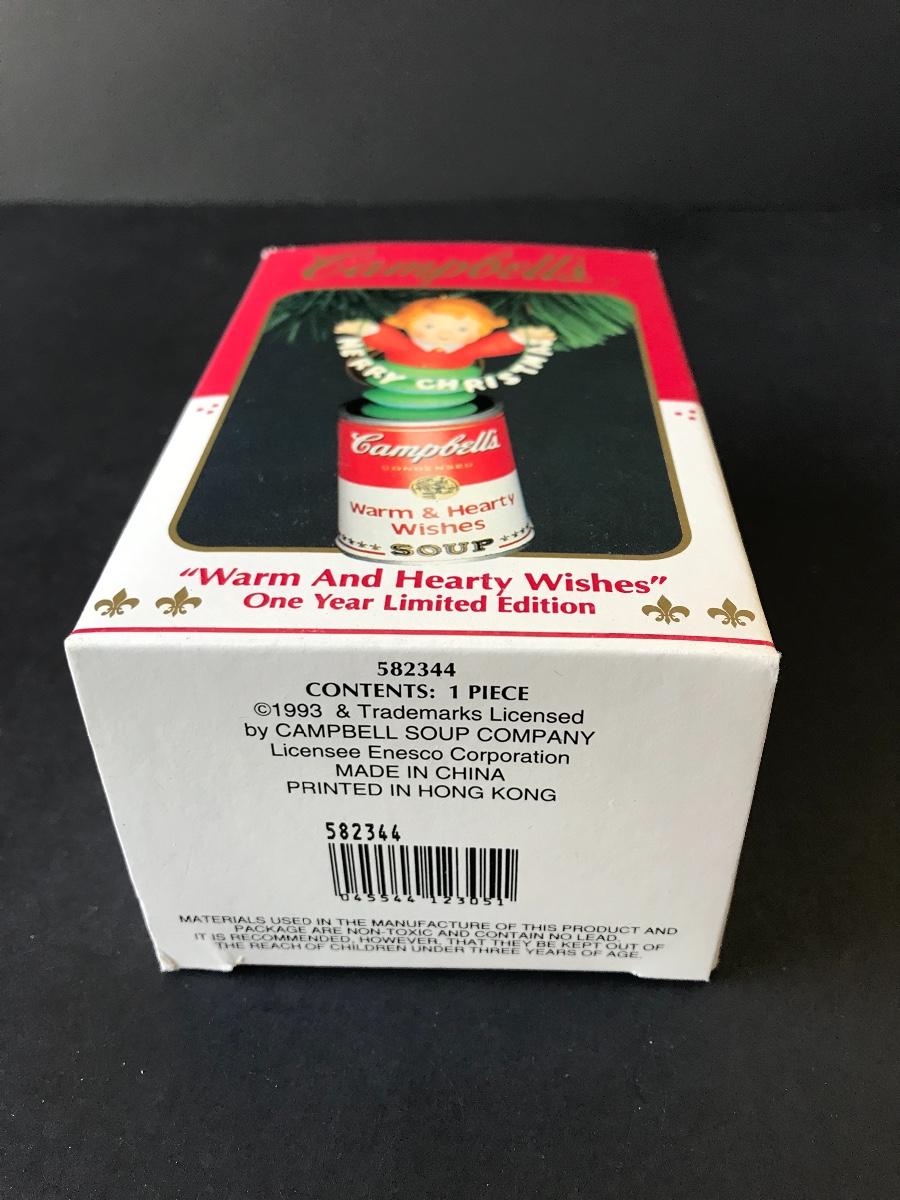 Campbell's
MERRY CHRISTMAS
Campbell's
CONDENSED
Warm & Hearty
Wishes
SOUP
"Warm And Hearty Wishes"
One Year Limited Edition
582344
CONTENTS: 1 PIECE
©1993 & Trademarks Licensed
by CAMPBELL SOUP COMPANY
Licensee Enesco Corporation
MADE IN CHINA
PRINTED IN HONG KONG
582344
045544 123051
MATERIALS USED IN THE MANUFACTURE OF THIS PRODUCT AND
PACKAGE ARE NON-TOXIC AND CONTAIN NO LEAD.
IT IS RECOMMENDED, HOWEVER, THAT THEY BE KEPT OUT OF
THE REACH OF CHILDREN UNDER THREE YEARS OF AGE.